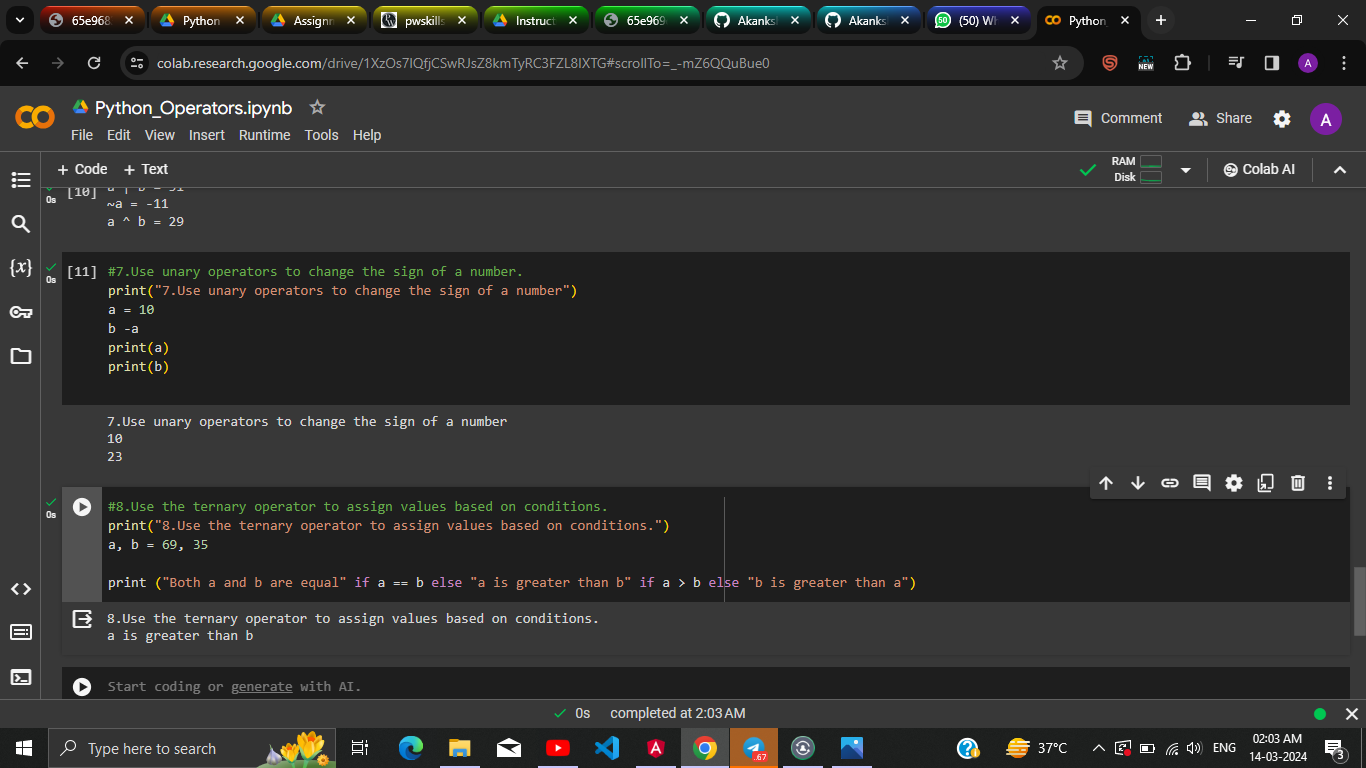 65e968
Python
Assignn
pwskills
Instruct
65e969
Akanksl
Akanksl
(50) Wh
Python_
colab.research.google.com/drive/1XzOs7IQfjCSwRJsZ8kmTyRC3FZL8IXTG#scrollTo=_-mZ6QQuBue0
NEW
A
Python_Operators.ipynb
File Edit View Insert Runtime Tools Help
Comment
Share
A
+ Code + Text
RAM
Disk
Colab AI
[10]
0s
~a = -11
a ^ b = 29
[11]
0s
#7.Use unary operators to change the sign of a number.
print("7.Use unary operators to change the sign of a number")
a = 10
b -a
print(a)
print(b)
7.Use unary operators to change the sign of a number
10
23
0s
#8.Use the ternary operator to assign values based on conditions.
print("8.Use the ternary operator to assign values based on conditions.")
a, b = 69, 35
print ("Both a and b are equal" if a == b else "a is greater than b" if a > b else "b is greater than a")
8.Use the ternary operator to assign values based on conditions.
a is greater than b
Start coding or generate with AI.
0s completed at 2:03 AM
Type here to search
.67
37°C
ENG
02:03 AM
14-03-2024
3